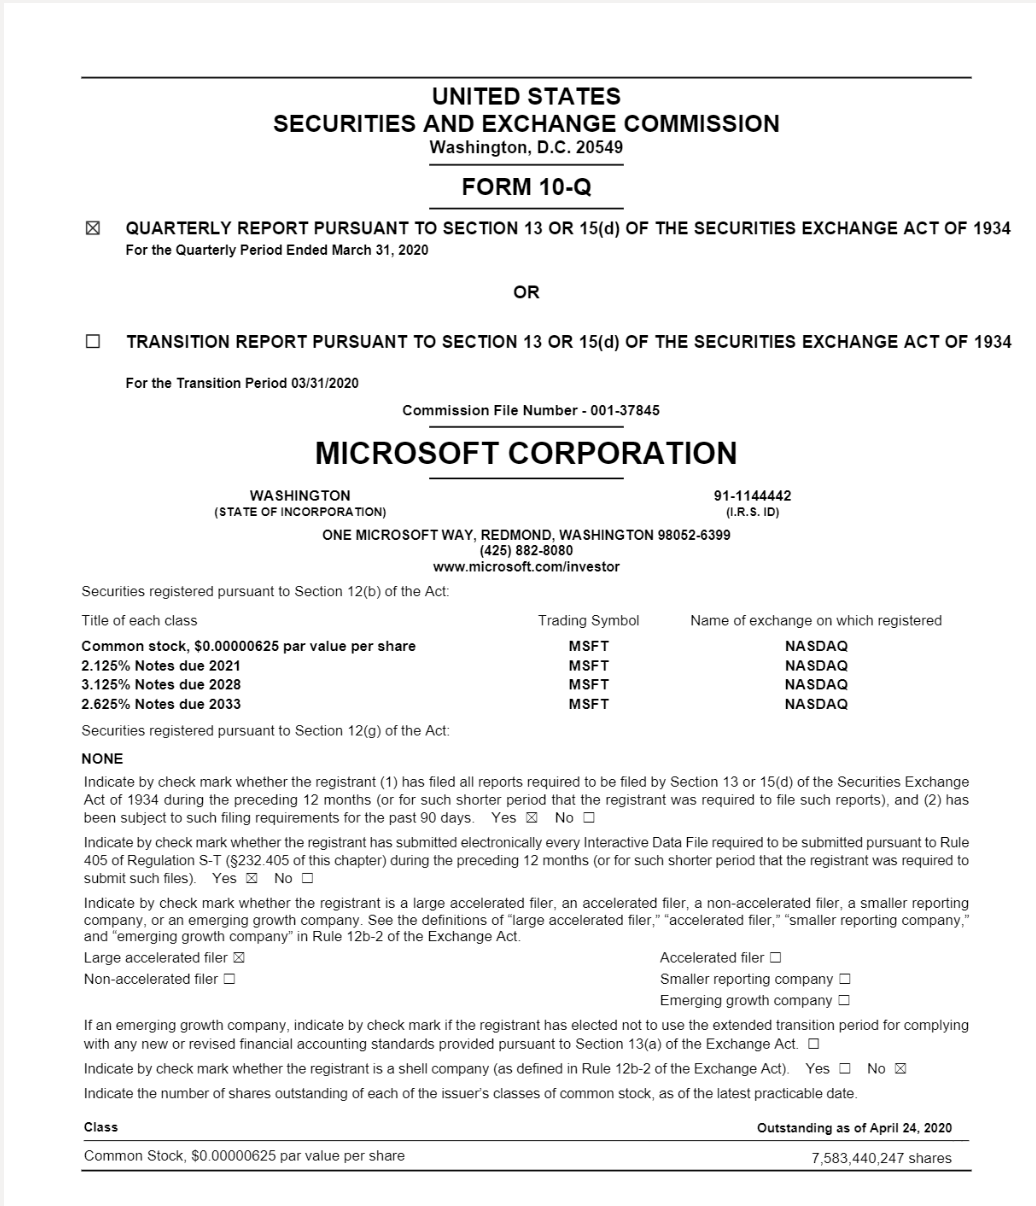 UNITED STATES
SECURITIES AND EXCHANGE COMMISSION
Washington, D.C. 20549
FORM 10-Q
☒ QUARTERLY REPORT PURSUANT TO SECTION 13 OR 15(d) OF THE SECURITIES EXCHANGE ACT OF 1934
For the Quarterly Period Ended March 31, 2020
OR
☐ TRANSITION REPORT PURSUANT TO SECTION 13 OR 15(d) OF THE SECURITIES EXCHANGE ACT OF 1934
For the Transition Period 03/31/2020
Commission File Number - 001-37845
MICROSOFT CORPORATION
WASHINGTON 91-1144442
(STATE OF INCORPORATION) (I.R.S. ID)
ONE MICROSOFT WAY, REDMOND, WASHINGTON 98052-6399
(425) 882-8080
www.microsoft.com/investor
Securities registered pursuant to Section 12(b) of the Act:
Title of each class Trading Symbol Name of exchange on which registered
Common stock, $0.00000625 par value per share MSFT NASDAQ
2.125% Notes due 2021 MSFT NASDAQ
3.125% Notes due 2028 MSFT NASDAQ
2.625% Notes due 2033 MSFT NASDAQ
Securities registered pursuant to Section 12(g) of the Act:
NONE
Indicate by check mark whether the registrant (1) has filed all reports required to be filed by Section 13 or 15(d) of the Securities Exchange
Act of 1934 during the preceding 12 months (or for such shorter period that the registrant was required to file such reports), and (2) has
been subject to such filing requirements for the past 90 days. Yes ☒ No ☐
Indicate by check mark whether the registrant has submitted electronically every Interactive Data File required to be submitted pursuant to Rule
405 of Regulation S-T (§232.405 of this chapter) during the preceding 12 months (or for such shorter period that the registrant was required to
submit such files). Yes ☒ No ☐
Indicate by check mark whether the registrant is a large accelerated filer, an accelerated filer, a non-accelerated filer, a smaller reporting
company, or an emerging growth company. See the definitions of “large accelerated filer,” “accelerated filer,” “smaller reporting company,”
and “emerging growth company” in Rule 12b-2 of the Exchange Act.
Large accelerated filer ☒ Accelerated filer ☐
Non-accelerated filer ☐ Smaller reporting company ☐
Emerging growth company ☐
If an emerging growth company, indicate by check mark if the registrant has elected not to use the extended transition period for complying
with any new or revised financial accounting standards provided pursuant to Section 13(a) of the Exchange Act. ☐
Indicate by check mark whether the registrant is a shell company (as defined in Rule 12b-2 of the Exchange Act). Yes ☐ No ☒
Indicate the number of shares outstanding of each of the issuer’s classes of common stock, as of the latest practicable date.
Class Outstanding as of April 24, 2020
Common Stock, $0.00000625 par value per share 7,583,440,247 shares